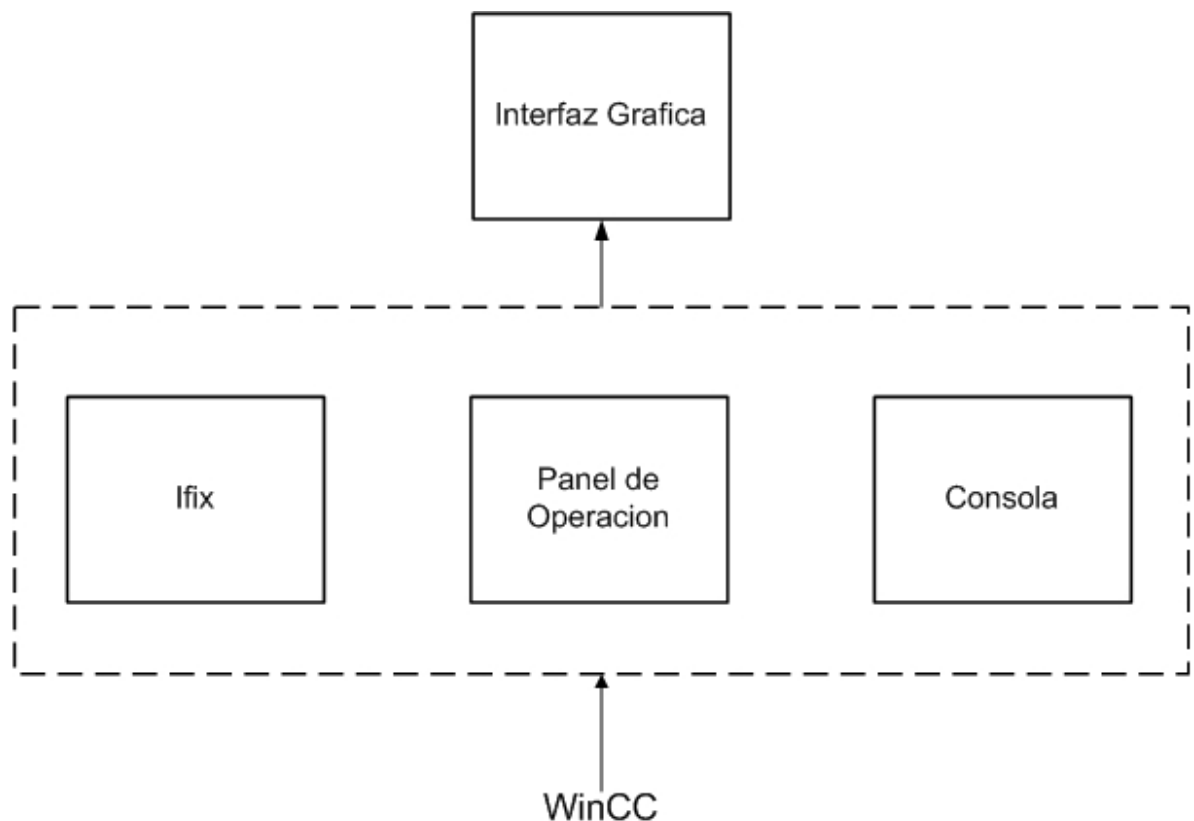 Interfaz Grafica
Ifix
Panel de
Operacion
Consola
WinCC